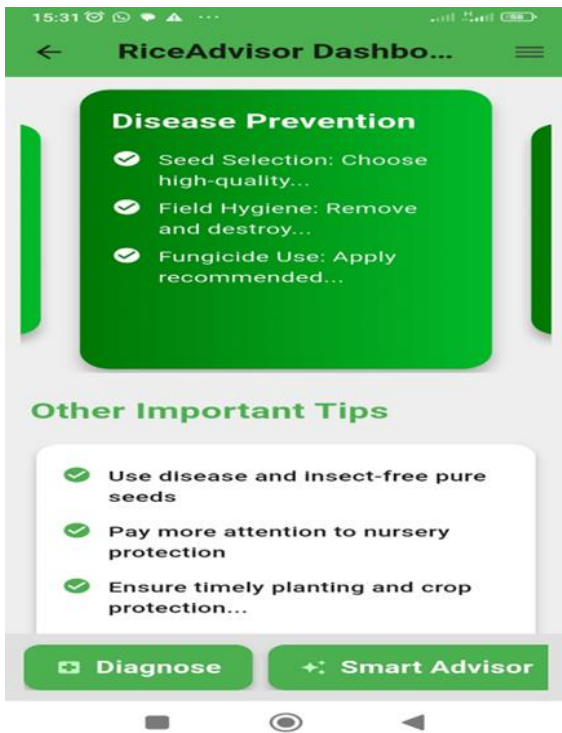 15:31
RiceAdvisor Dashbo...
Disease Prevention
Seed Selection: Choose
high-quality...
Field Hygiene: Remove
and destroy...
Fungicide Use: Apply
recommended...
Other Important Tips
Use disease and insect-free pure
seeds
Pay more attention to nursery
protection
Ensure timely planting and crop
protection...
Diagnose
Smart Advisor